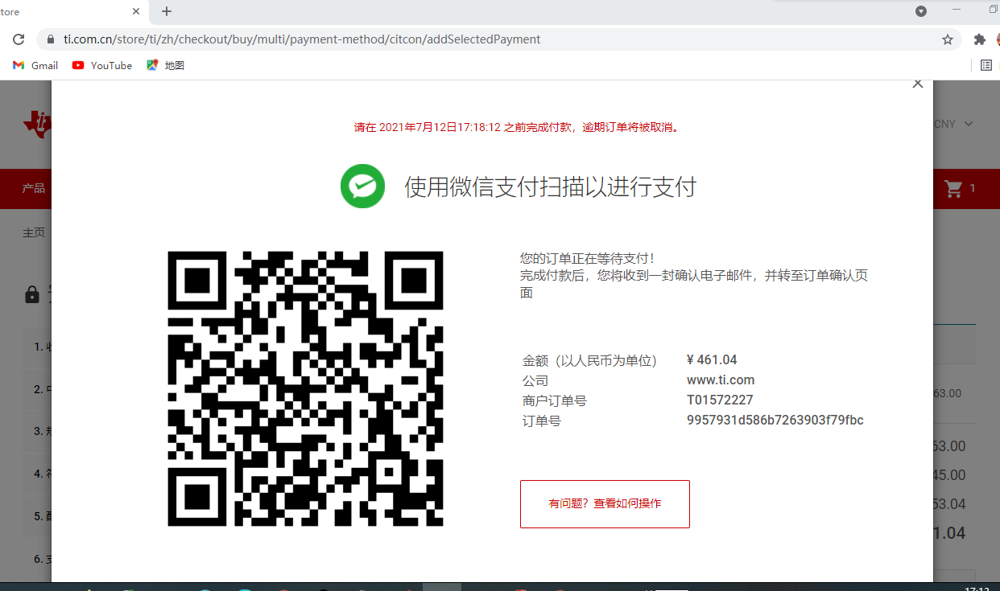 tore
ti.com.cn/store/ti/zh/checkout/buy/multi/payment-method/citcon/addSelectedPayment
Gmail YouTube 地图
请在 2021年7月12日17:18:12 之前完成付款，逾期订单将被取消。
CNY
使用微信支付扫描以进行支付
产品
1
主页
您的订单正在等待支付！
完成付款后，您将收到一封确认电子邮件，并转至订单确认页
面
1.
金额（以人民币为单位） ¥ 461.04
公司 www.ti.com
2.
63.00
商户订单号 T01572227
订单号 9957931d586b7263903f79fbc
3.
63.00
4.
45.00
有问题？查看如何操作
53.04
5.
1.04
6.